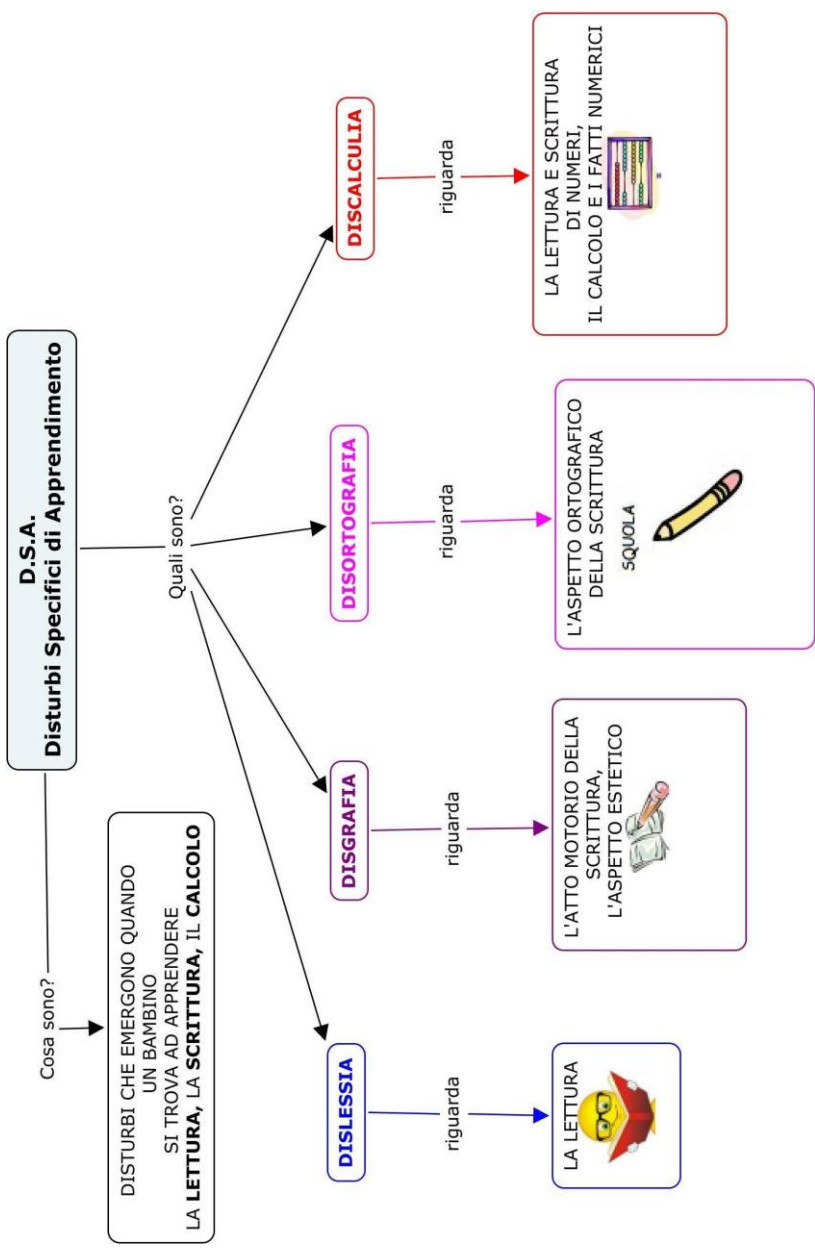 D.S.A.
Disturbi Specifici di Apprendimento
Cosa sono?
DISTURBI CHE EMERGONO QUANDO
UN BAMBINO
SI TROVA AD APPRENDERE
LA LETTURA, LA SCRITTURA, IL CALCOLO
Quali sono?
DISLESSIA
riguarda
LA LETTURA
DISGRAFIA
riguarda
L'ATTO MOTORIO DELLA
SCRITTURA,
L'ASPETTO ESTETICO
DISORTOGRAFIA
riguarda
L'ASPETTO ORTOGRAFICO
DELLA SCRITTURA
SQUOLA
DISCALCULIA
riguarda
LA LETTURA E SCRITTURA
DI NUMERI,
IL CALCOLO E I FATTI NUMERICI